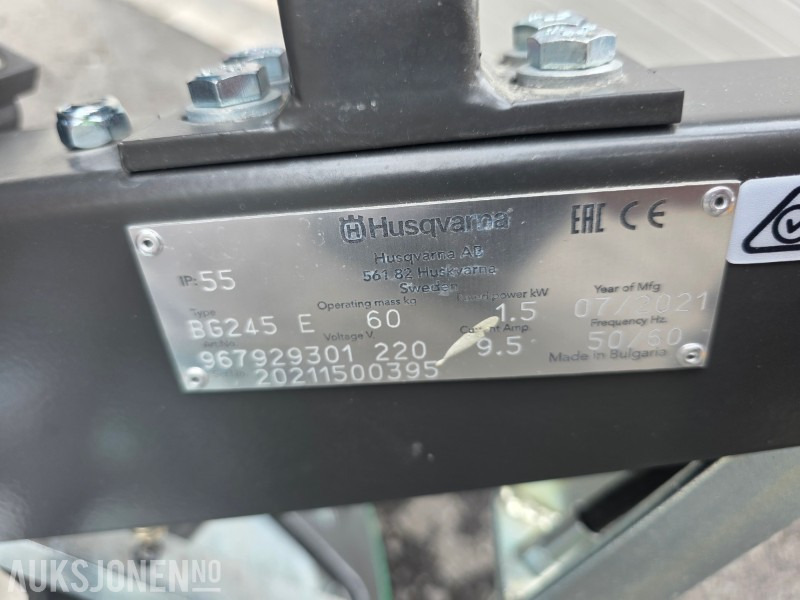 Husqvarna
EAC CE
Husqvarna AB
561 82 Huskvarna
Sweden
IP: 55
Operating mass kg
power kW
Year of Mfg.
Type
BG245 E 60 1.5 07/2021
Voltage V.
Current Amp.
Frequency Hz.
967929301 220 9.5 50/60
20211500395
Made in Bulgaria
AUKSJONEN.NO